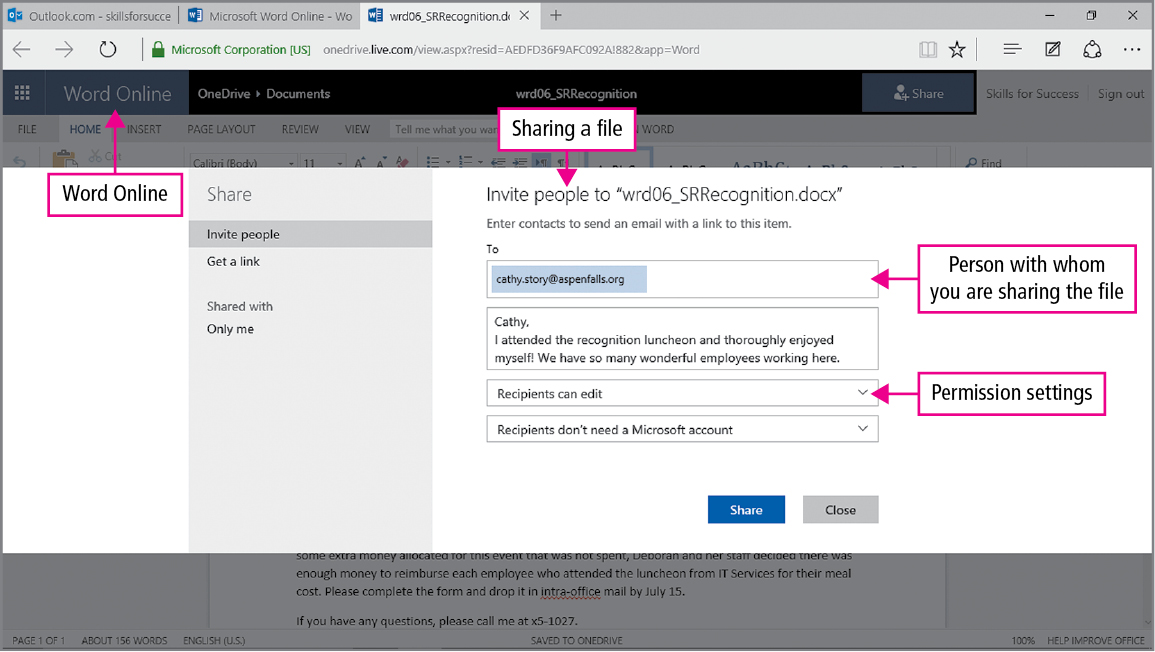 Outlook.com - skillsforsucce
Microsoft Word Online - Wo
wrd06_SRRecognition.do
Microsoft Corporation [US] onedrive.live.com/view.aspx?resid=AEDFD36F9AFC092A!882&app=Word
Word Online
OneDrive Documents
wrd06_SRRecognition
Share
Skills for Success
Sign out
FILE HOME INSERT PAGE LAYOUT REVIEW VIEW Tell me what you wan N WORD
Sharing a file
Cut
Calibri (Body) 11
Find
Word Online
Share
Invite people
Get a link
Shared with
Only me
Invite people to “wrd06_SRRecognition.docx”
Enter contacts to send an email with a link to this item.
To
cathy.story@aspenfalls.org
Person with whom
you are sharing the file
Cathy,
I attended the recognition luncheon and thoroughly enjoyed
myself! We have so many wonderful employees working here.
Recipients can edit
Permission settings
Recipients don’t need a Microsoft account
Share
Close
some extra money allocated for this event that was not spent, Deborah and her staff decided there was
enough money to reimburse each employee who attended the luncheon from IT Services for their meal
cost. Please complete the form and drop it in intra-office mail by July 15.
If you have any questions, please call me at x5-1027.
PAGE 1 OF 1 ABOUT 156 WORDS ENGLISH (U.S.) SAVED TO ONEDRIVE 100% HELP IMPROVE OFFICE